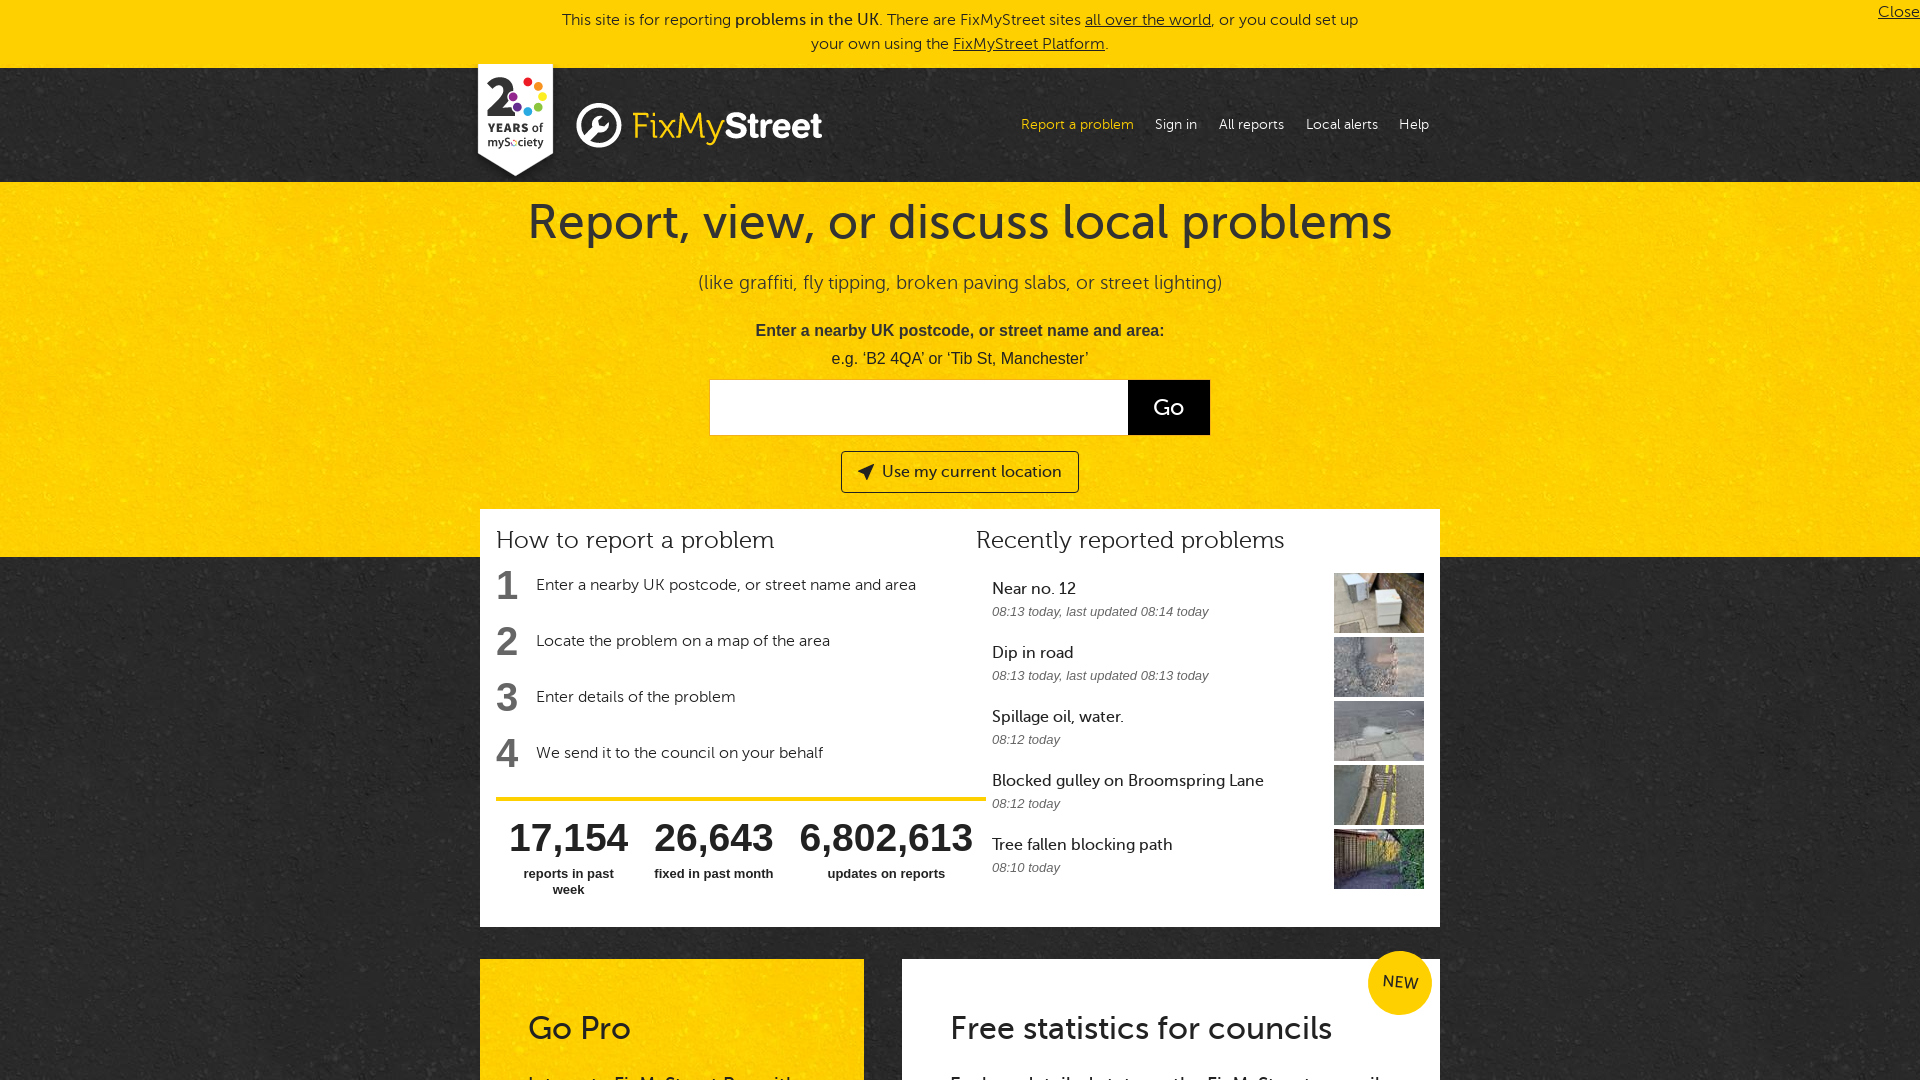 This site is for reporting problems in the UK. There are FixMyStreet sites all over the world, or you could set up
your own using the FixMyStreet Platform.
Close
20
YEARS of
mySociety
FixMyStreet
Report a problem
Sign in
All reports
Local alerts
Help
Report, view, or discuss local problems
(like graffiti, fly tipping, broken paving slabs, or street lighting)
Enter a nearby UK postcode, or street name and area:
e.g. ‘B2 4QA’ or ‘Tib St, Manchester’
Go
Use my current location
How to report a problem
1 Enter a nearby UK postcode, or street name and area
2 Locate the problem on a map of the area
3 Enter details of the problem
4 We send it to the council on your behalf
17,154
reports in past
week
26,643
fixed in past month
6,802,613
updates on reports
Recently reported problems
Near no. 12
08:13 today, last updated 08:14 today
Dip in road
08:13 today, last updated 08:13 today
Spillage oil, water.
08:12 today
Blocked gulley on Broomspring Lane
08:12 today
Tree fallen blocking path
08:10 today
Go Pro
NEW
Free statistics for councils